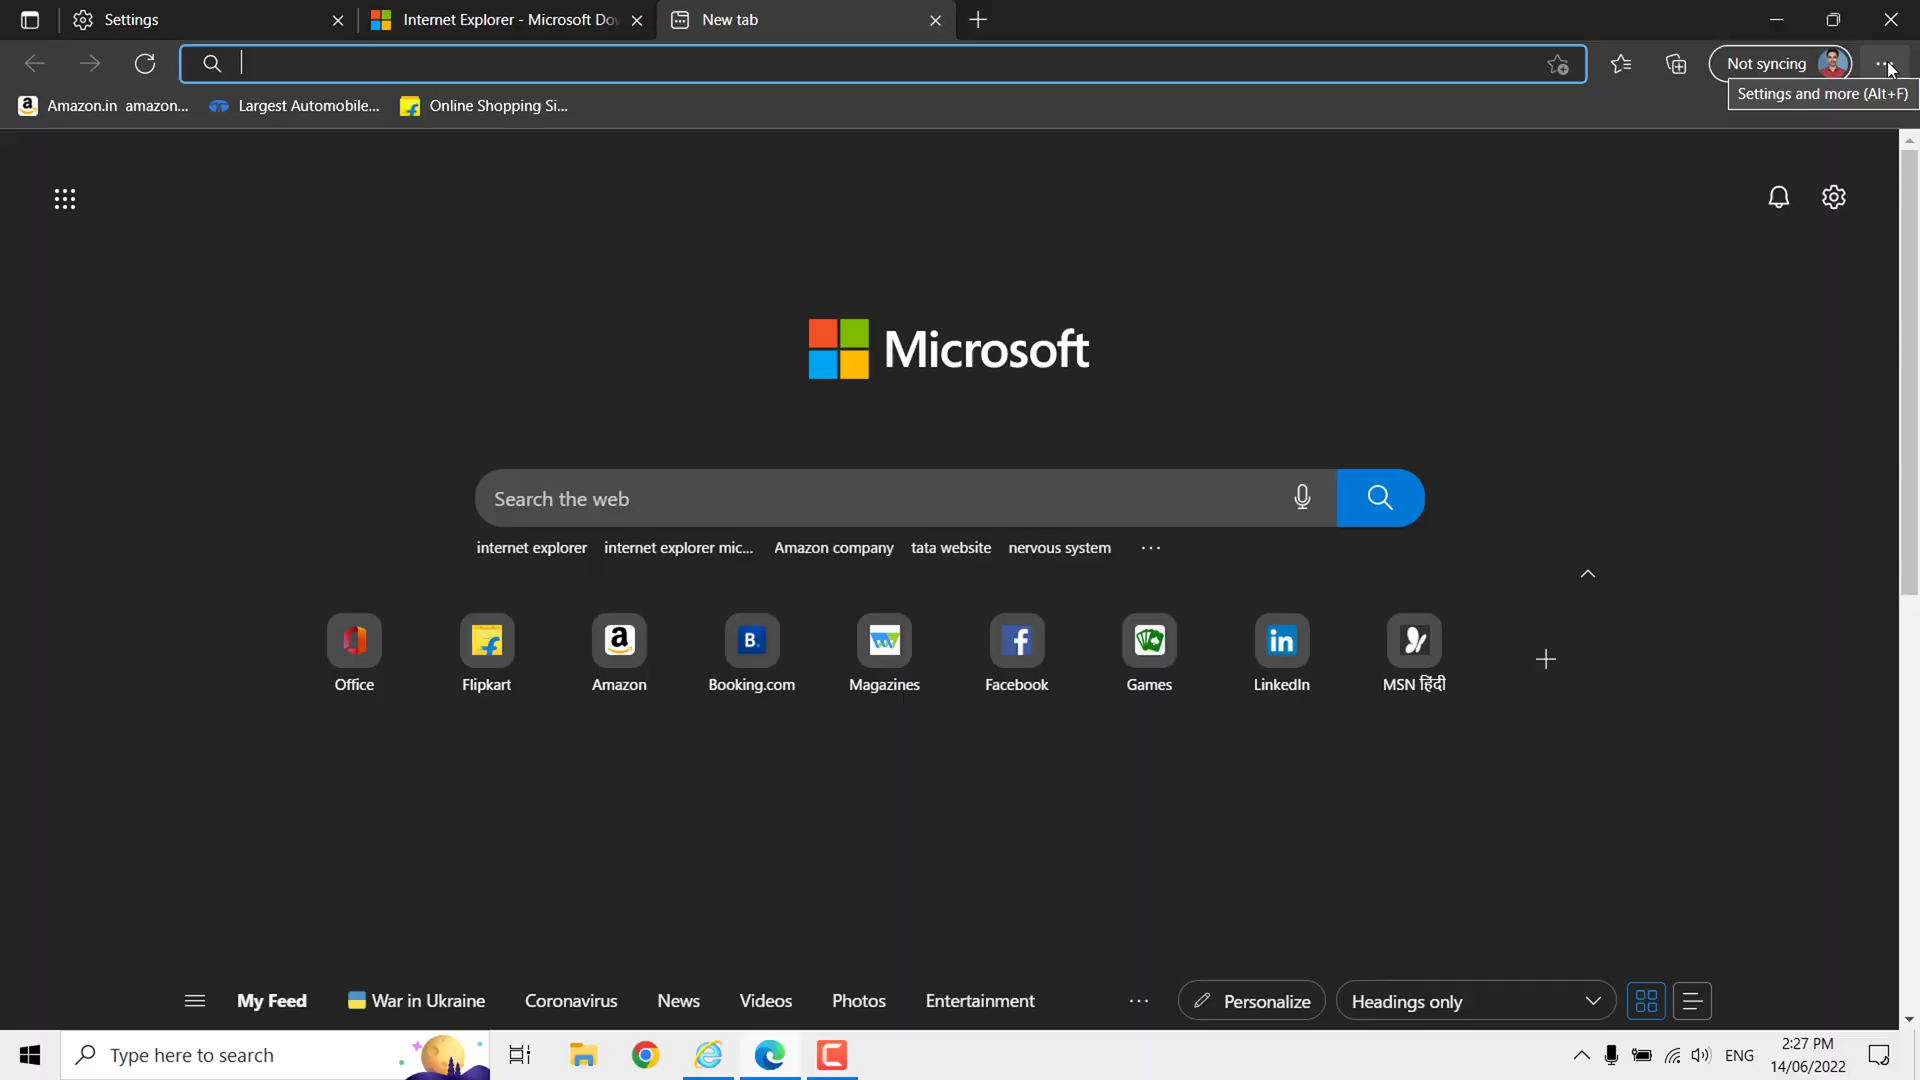 Settings
Internet Explorer - Microsoft Do
New tab
Not syncing
Settings and more (Alt+F)
Amazon.in amazon...
Largest Automobile...
Online Shopping Si...
Microsoft
Search the web
internet explorer
internet explorer mic...
Amazon company
tata website
nervous system
Office
Flipkart
Amazon
Booking.com
Magazines
Facebook
Games
LinkedIn
MSN हिंदी
My Feed
War in Ukraine
Coronavirus
News
Videos
Photos
Entertainment
Personalize
Headings only
Type here to search
ENG
2:27 PM
14/06/2022